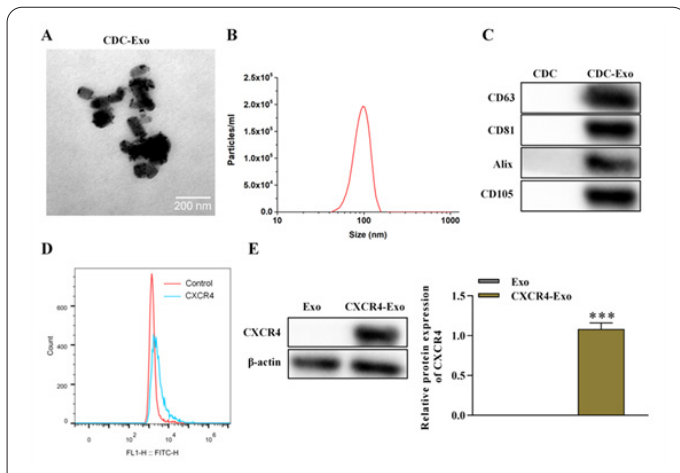 A
CDC-Exo
200 nm
B
Particles/ml
2.5x10⁵
2.0x10⁵
1.5x10⁵
1.0x10⁵
5.0x10⁴
0.0
10 100 1000
Size (nm)
C
CDC CDC-Exo
CD63
CD81
Alix
CD105
D
Control
CXCR4
Count
600
400
200
0
0 10² 10⁴ 10⁶
FL1-H :: FITC-H
E
Exo CXCR4-Exo
CXCR4
β-actin
Exo
CXCR4-Exo
Relative protein expression
of CXCR4
1.5
1.0
0.5
0.0
***